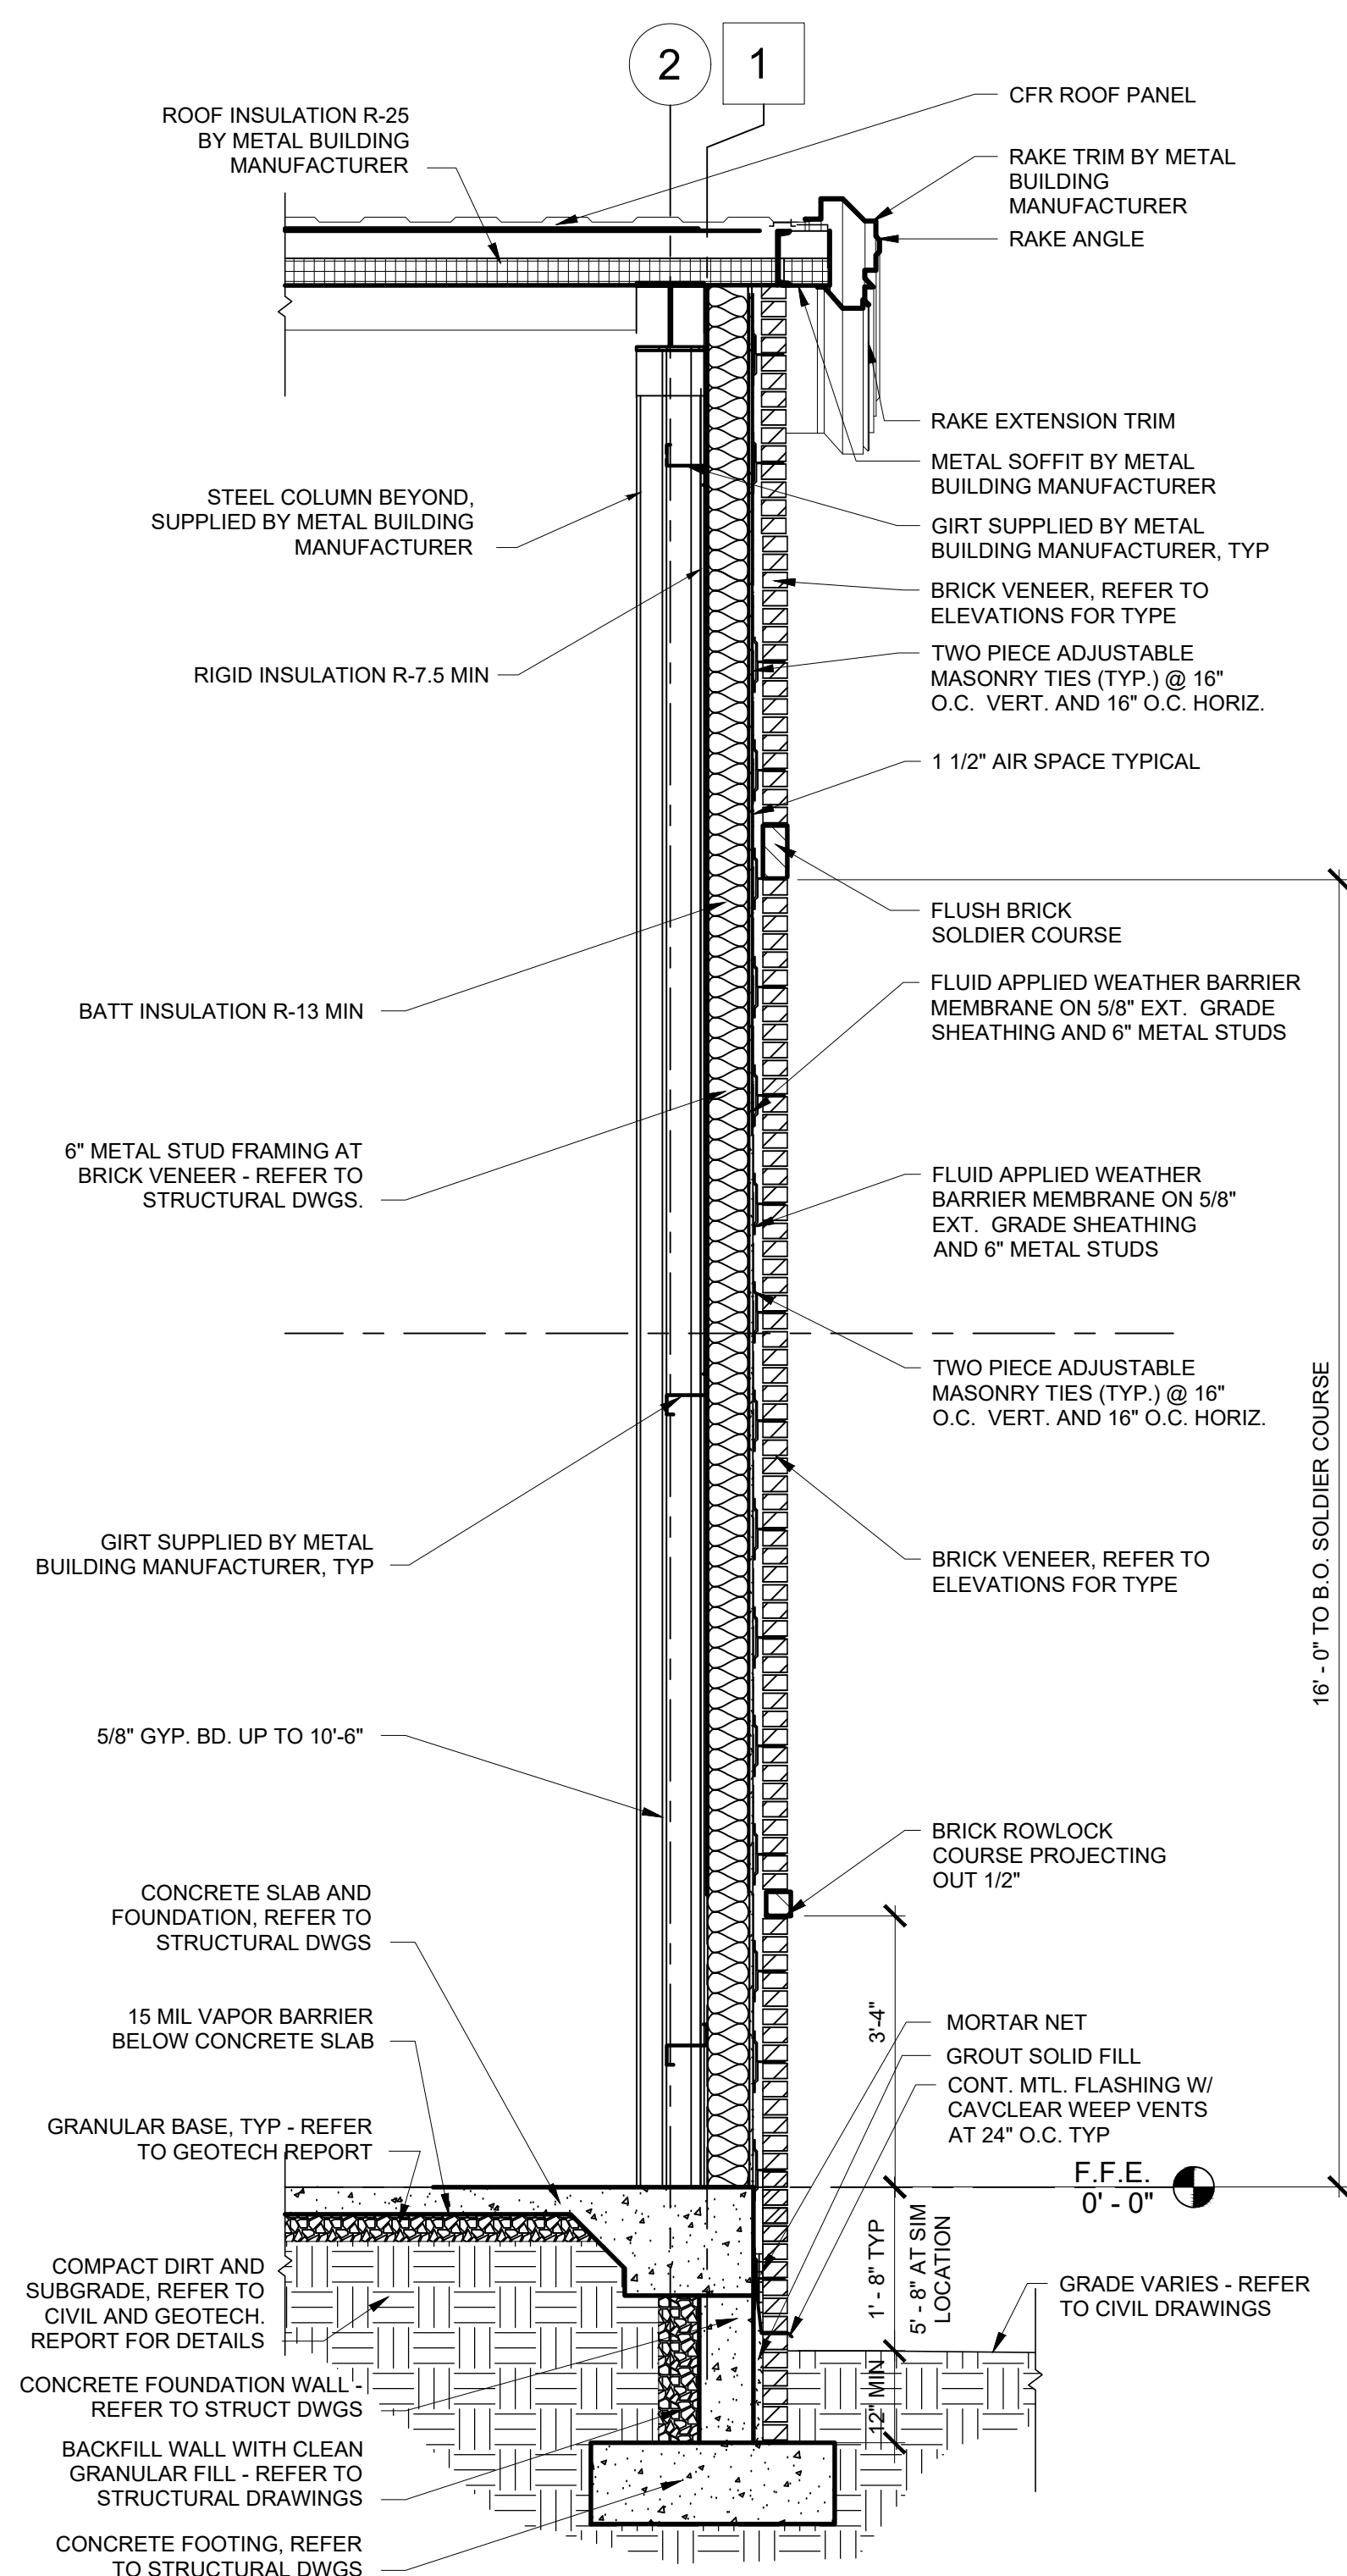 2
1
ROOF INSULATION R-25
BY METAL BUILDING
MANUFACTURER
CFR ROOF PANEL
RAKE TRIM BY METAL
BUILDING
MANUFACTURER
RAKE ANGLE
RAKE EXTENSION TRIM
METAL SOFFIT BY METAL
BUILDING MANUFACTURER
STEEL COLUMN BEYOND,
SUPPLIED BY METAL BUILDING
MANUFACTURER
GIRT SUPPLIED BY METAL
BUILDING MANUFACTURER, TYP
BRICK VENEER, REFER TO
ELEVATIONS FOR TYPE
RIGID INSULATION R-7.5 MIN
TWO PIECE ADJUSTABLE
MASONRY TIES (TYP.) @ 16"
O.C. VERT. AND 16" O.C. HORIZ.
1 1/2" AIR SPACE TYPICAL
FLUSH BRICK
SOLDIER COURSE
BATT INSULATION R-13 MIN
FLUID APPLIED WEATHER BARRIER
MEMBRANE ON 5/8" EXT. GRADE
SHEATHING AND 6" METAL STUDS
6" METAL STUD FRAMING AT
BRICK VENEER - REFER TO
STRUCTURAL DWGS.
FLUID APPLIED WEATHER
BARRIER MEMBRANE ON 5/8"
EXT. GRADE SHEATHING
AND 6" METAL STUDS
TWO PIECE ADJUSTABLE
MASONRY TIES (TYP.) @ 16"
O.C. VERT. AND 16" O.C. HORIZ.
16' - 0" TO B.O. SOLDIER COURSE
GIRT SUPPLIED BY METAL
BUILDING MANUFACTURER, TYP
BRICK VENEER, REFER TO
ELEVATIONS FOR TYPE
5/8" GYP. BD. UP TO 10'-6"
BRICK ROWLOCK
COURSE PROJECTING
OUT 1/2"
CONCRETE SLAB AND
FOUNDATION, REFER TO
STRUCTURAL DWGS
3'-4"
15 MIL VAPOR BARRIER
BELOW CONCRETE SLAB
MORTAR NET
GROUT SOLID FILL
CONT. MTL. FLASHING W/
CAVCLEAR WEEP VENTS
AT 24" O.C. TYP
GRANULAR BASE, TYP - REFER
TO GEOTECH REPORT
F.F.E.
0' - 0"
1' - 8" TYP
5' - 8" AT SIM
LOCATION
COMPACT DIRT AND
SUBGRADE, REFER TO
CIVIL AND GEOTECH.
REPORT FOR DETAILS
GRADE VARIES - REFER
TO CIVIL DRAWINGS
12" MIN
CONCRETE FOUNDATION WALL -
REFER TO STRUCT DWGS
BACKFILL WALL WITH CLEAN
GRANULAR FILL - REFER TO
STRUCTURAL DRAWINGS
CONCRETE FOOTING, REFER
TO STRUCTURAL DWGS